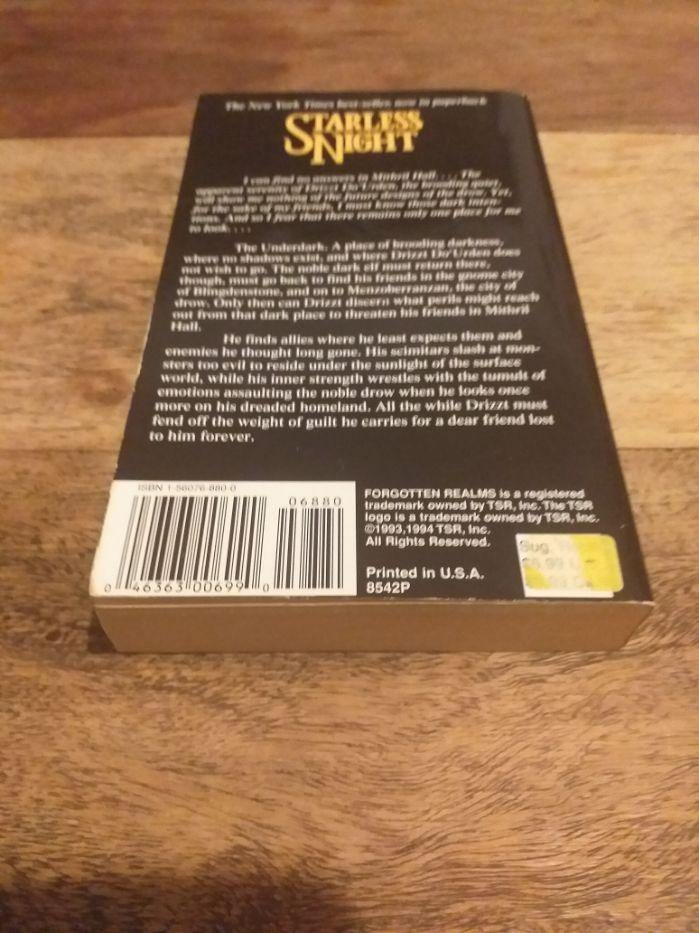 The New York Times best-seller now in paperback
STARLESS
NIGHT
I can find no answers in Mithril Hall. . . . The
apparent serenity of Drizzt Do'Urden, the brooding quiet,
will show me nothing of the future designs of the drow. Yet,
for the sake of my friends, I must know those dark inten-
tions. And so I fear that there remains only one place for me
to look. . . .
The Underdark. A place of brooding darkness,
where no shadows exist, and where Drizzt Do'Urden does
not wish to go. The noble dark elf must return there,
though, must go back to find his friends in the gnome city
of Blingdenstone, and on to Menzoberranzan, the city of
drow. Only then can Drizzt discern what perils might reach
out from that dark place to threaten his friends in Mithril
Hall.
He finds allies where he least expects them and
enemies he thought long gone. His scimitars slash at mon-
sters too evil to reside under the sunlight of the surface
world, while his inner strength wrestles with the tumult of
emotions assaulting the noble drow when he looks once
more on his dreaded homeland. All the while Drizzt must
fend off the weight of guilt he carries for a dear friend lost
to him forever.
ISBN 1-56076-880-0
06880
0 46363 00699 0
FORGOTTEN REALMS is a registered
trademark owned by TSR, Inc. The TSR
logo is a trademark owned by TSR, Inc.
©1993,1994 TSR, Inc.
All Rights Reserved.
Printed in U.S.A.
8542P
Sug